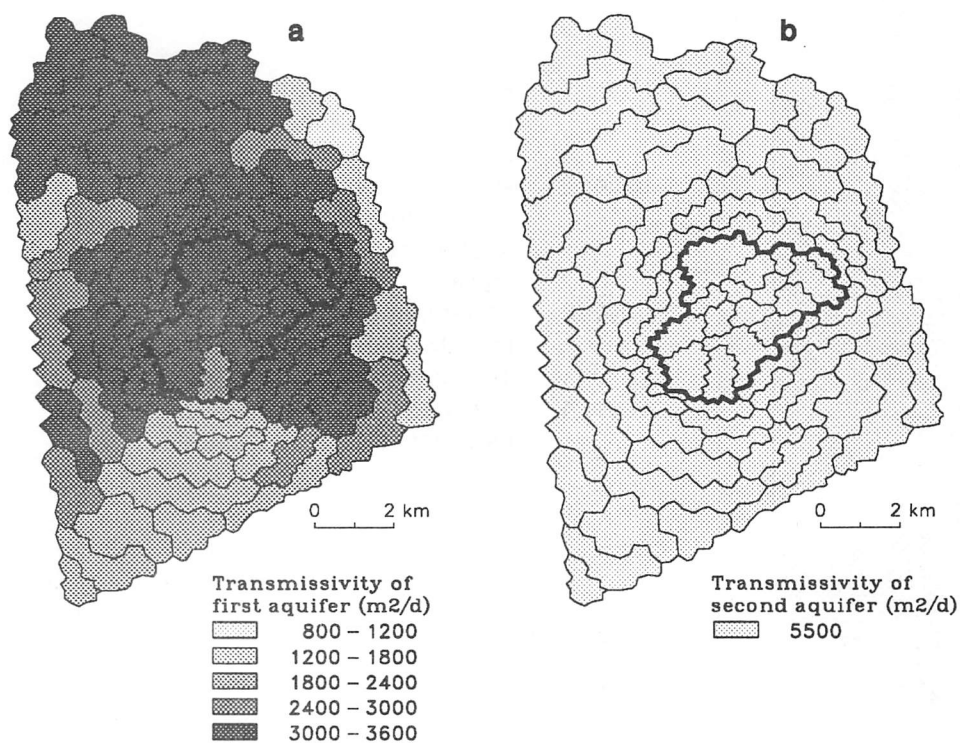 a
b
0 2 km
0 2 km
Transmissivity of
first aquifer (m2/d)
800 – 1200
1200 – 1800
1800 – 2400
2400 – 3000
3000 – 3600
Transmissivity of
second aquifer (m2/d)
5500